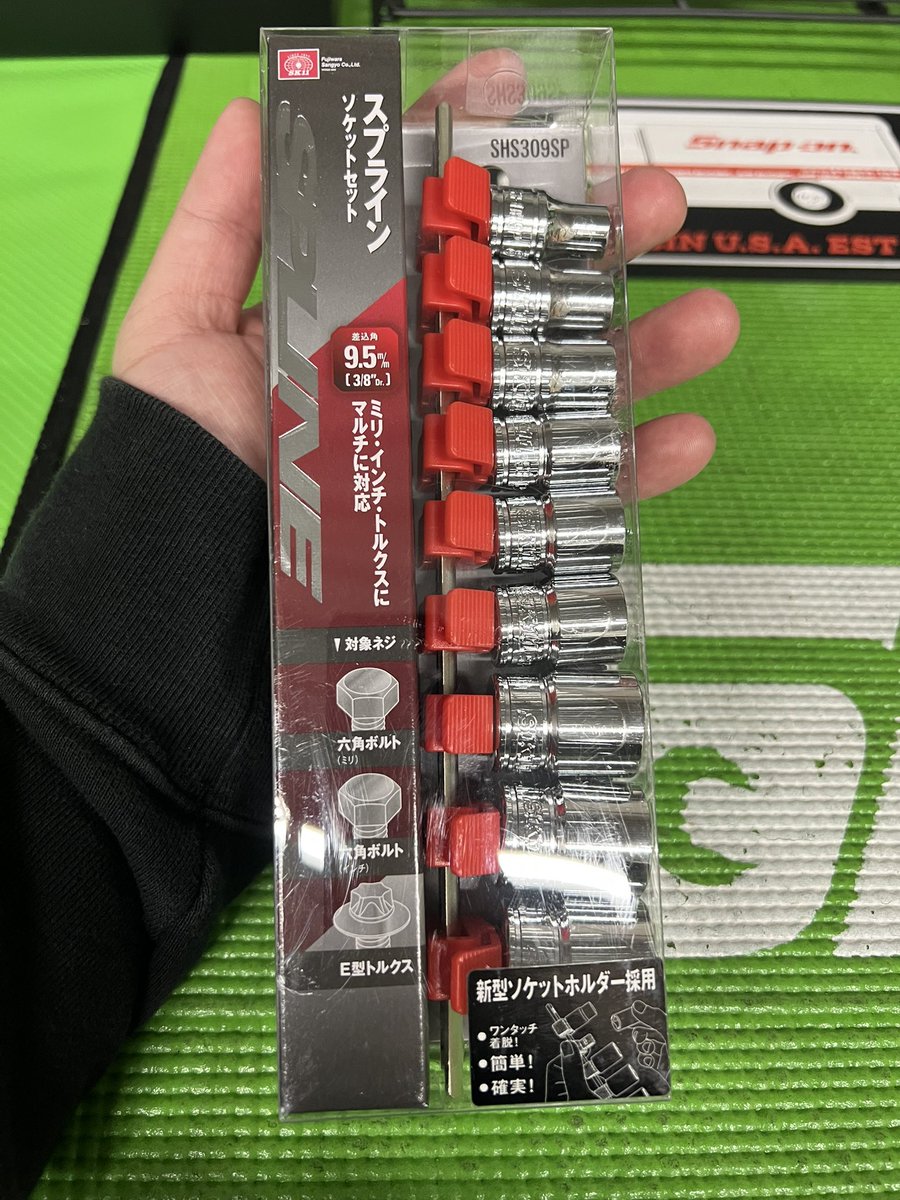 SK11
Fujiwara
Sangyo Co.,Ltd.
スプライン
ソケットセット
SPLINE
差込角
9.5m/m
[3/8"Dr.]
ミリ・インチ・トルクスに
マルチに対応
▼対象ネジ
六角ボルト
(ミリ)
六角ボルト
(インチ)
E型トルクス
SHS309SP
新型ソケットホルダー採用
●ワンタッチ
着脱!
●簡単!
●確実!
Snap-on
U.S.A. EST